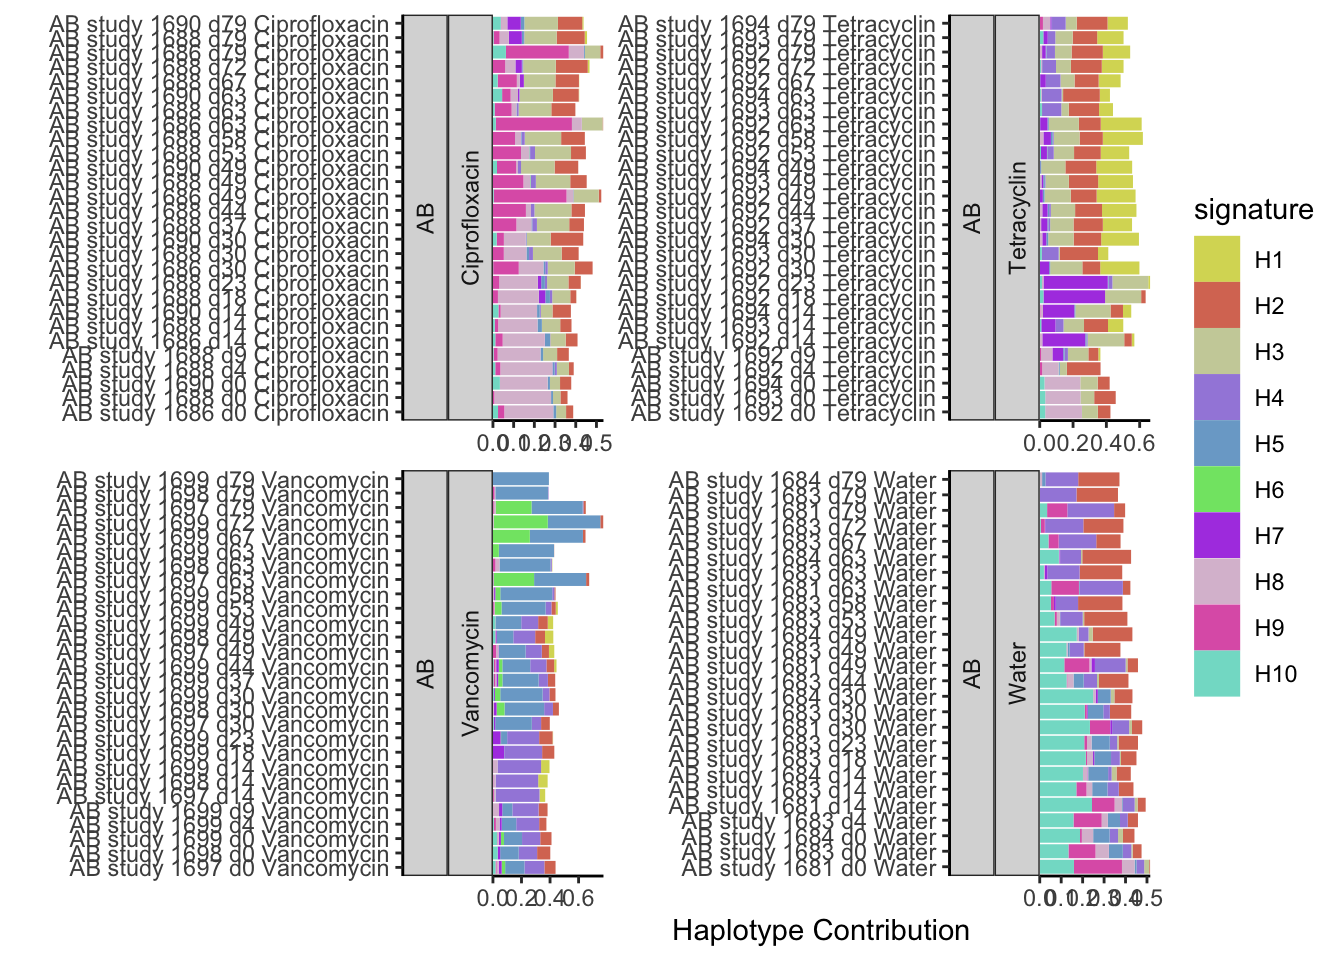 AB study 1690 d79 Ciprofloxacin
AB study 1688 d79 Ciprofloxacin
AB study 1686 d79 Ciprofloxacin
AB study 1688 d72 Ciprofloxacin
AB study 1688 d67 Ciprofloxacin
AB study 1690 d63 Ciprofloxacin
AB study 1688 d63 Ciprofloxacin
AB study 1686 d63 Ciprofloxacin
AB study 1688 d58 Ciprofloxacin
AB study 1688 d53 Ciprofloxacin
AB study 1690 d49 Ciprofloxacin
AB study 1688 d49 Ciprofloxacin
AB study 1686 d49 Ciprofloxacin
AB study 1688 d44 Ciprofloxacin
AB study 1688 d37 Ciprofloxacin
AB study 1690 d30 Ciprofloxacin
AB study 1688 d30 Ciprofloxacin
AB study 1686 d30 Ciprofloxacin
AB study 1688 d23 Ciprofloxacin
AB study 1688 d18 Ciprofloxacin
AB study 1690 d14 Ciprofloxacin
AB study 1688 d14 Ciprofloxacin
AB study 1686 d14 Ciprofloxacin
AB study 1688 d9 Ciprofloxacin
AB study 1688 d4 Ciprofloxacin
AB study 1690 d0 Ciprofloxacin
AB study 1688 d0 Ciprofloxacin
AB study 1686 d0 Ciprofloxacin
AB
Ciprofloxacin
0.0 0.1 0.2 0.3 0.4 0.5
AB study 1694 d79 Tetracyclin
AB study 1693 d79 Tetracyclin
AB study 1692 d79 Tetracyclin
AB study 1692 d72 Tetracyclin
AB study 1692 d67 Tetracyclin
AB study 1694 d63 Tetracyclin
AB study 1693 d63 Tetracyclin
AB study 1692 d63 Tetracyclin
AB study 1692 d58 Tetracyclin
AB study 1692 d53 Tetracyclin
AB study 1694 d49 Tetracyclin
AB study 1693 d49 Tetracyclin
AB study 1692 d49 Tetracyclin
AB study 1692 d44 Tetracyclin
AB study 1692 d37 Tetracyclin
AB study 1694 d30 Tetracyclin
AB study 1693 d30 Tetracyclin
AB study 1692 d30 Tetracyclin
AB study 1692 d23 Tetracyclin
AB study 1692 d18 Tetracyclin
AB study 1694 d14 Tetracyclin
AB study 1693 d14 Tetracyclin
AB study 1692 d14 Tetracyclin
AB study 1692 d9 Tetracyclin
AB study 1692 d4 Tetracyclin
AB study 1694 d0 Tetracyclin
AB study 1693 d0 Tetracyclin
AB study 1692 d0 Tetracyclin
AB
Tetracyclin
0.0 0.2 0.4 0.6
AB study 1699 d79 Vancomycin
AB study 1698 d79 Vancomycin
AB study 1697 d79 Vancomycin
AB study 1699 d72 Vancomycin
AB study 1699 d67 Vancomycin
AB study 1699 d63 Vancomycin
AB study 1698 d63 Vancomycin
AB study 1697 d63 Vancomycin
AB study 1699 d58 Vancomycin
AB study 1699 d53 Vancomycin
AB study 1699 d49 Vancomycin
AB study 1698 d49 Vancomycin
AB study 1697 d49 Vancomycin
AB study 1699 d44 Vancomycin
AB study 1699 d37 Vancomycin
AB study 1699 d30 Vancomycin
AB study 1698 d30 Vancomycin
AB study 1697 d30 Vancomycin
AB study 1699 d23 Vancomycin
AB study 1699 d18 Vancomycin
AB study 1699 d14 Vancomycin
AB study 1698 d14 Vancomycin
AB study 1697 d14 Vancomycin
AB study 1699 d9 Vancomycin
AB study 1699 d4 Vancomycin
AB study 1699 d0 Vancomycin
AB study 1698 d0 Vancomycin
AB study 1697 d0 Vancomycin
AB
Vancomycin
0.0 0.2 0.4 0.6
AB study 1684 d79 Water
AB study 1683 d79 Water
AB study 1681 d79 Water
AB study 1683 d72 Water
AB study 1683 d67 Water
AB study 1684 d63 Water
AB study 1683 d63 Water
AB study 1681 d63 Water
AB study 1683 d58 Water
AB study 1683 d53 Water
AB study 1684 d49 Water
AB study 1683 d49 Water
AB study 1681 d49 Water
AB study 1683 d44 Water
AB study 1684 d30 Water
AB study 1683 d30 Water
AB study 1681 d30 Water
AB study 1683 d23 Water
AB study 1683 d18 Water
AB study 1684 d14 Water
AB study 1683 d14 Water
AB study 1681 d14 Water
AB study 1683 d4 Water
AB study 1684 d0 Water
AB study 1683 d0 Water
AB study 1681 d0 Water
AB
Water
0.0 0.1 0.2 0.3 0.4 0.5
Haplotype Contribution
signature
H1
H2
H3
H4
H5
H6
H7
H8
H9
H10